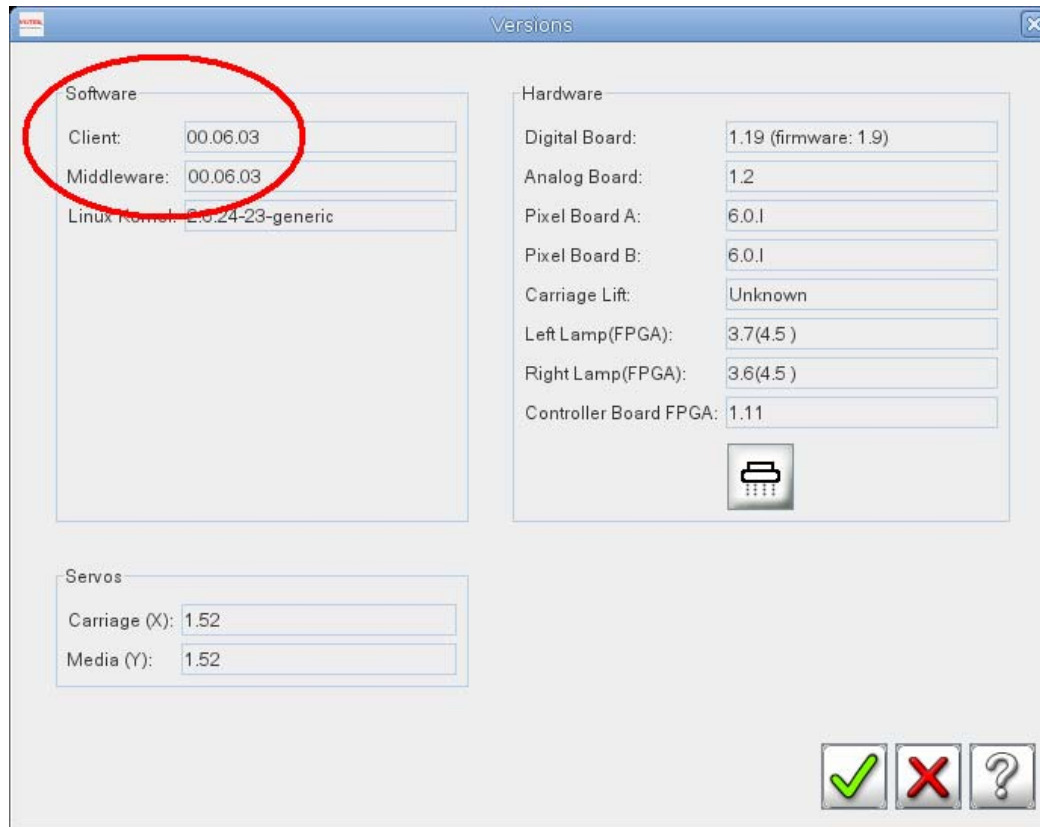 Versions
Software
Client: 00.06.03
Middleware: 00.06.03
Linux Kernel: 2.6.24-23-generic
Hardware
Digital Board: 1.19 (firmware: 1.9)
Analog Board: 1.2
Pixel Board A: 6.0.I
Pixel Board B: 6.0.I
Carriage Lift: Unknown
Left Lamp(FPGA): 3.7(4.5 )
Right Lamp(FPGA): 3.6(4.5 )
Controller Board FPGA: 1.11
Servos
Carriage (X): 1.52
Media (Y): 1.52